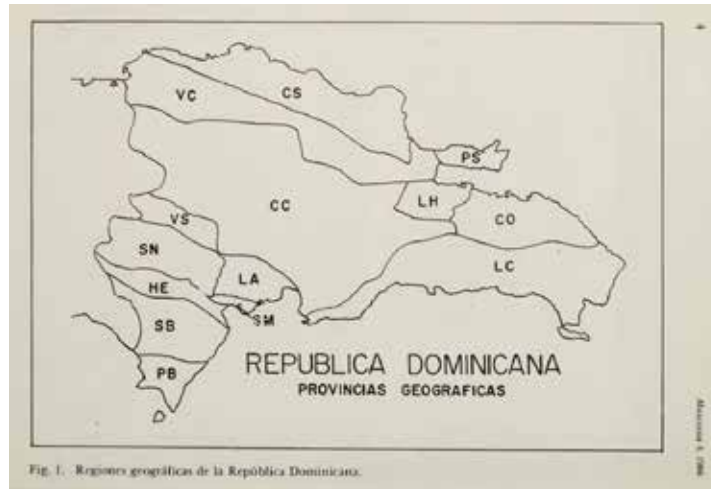 4
CS
VC
PS
LH
CC
VS
CO
SN
LC
LA
HE
SM
SB
PB
REPUBLICA DOMINICANA
PROVINCIAS GEOGRAFICAS
Fig. 1. Regiones geográficas de la República Dominicana.